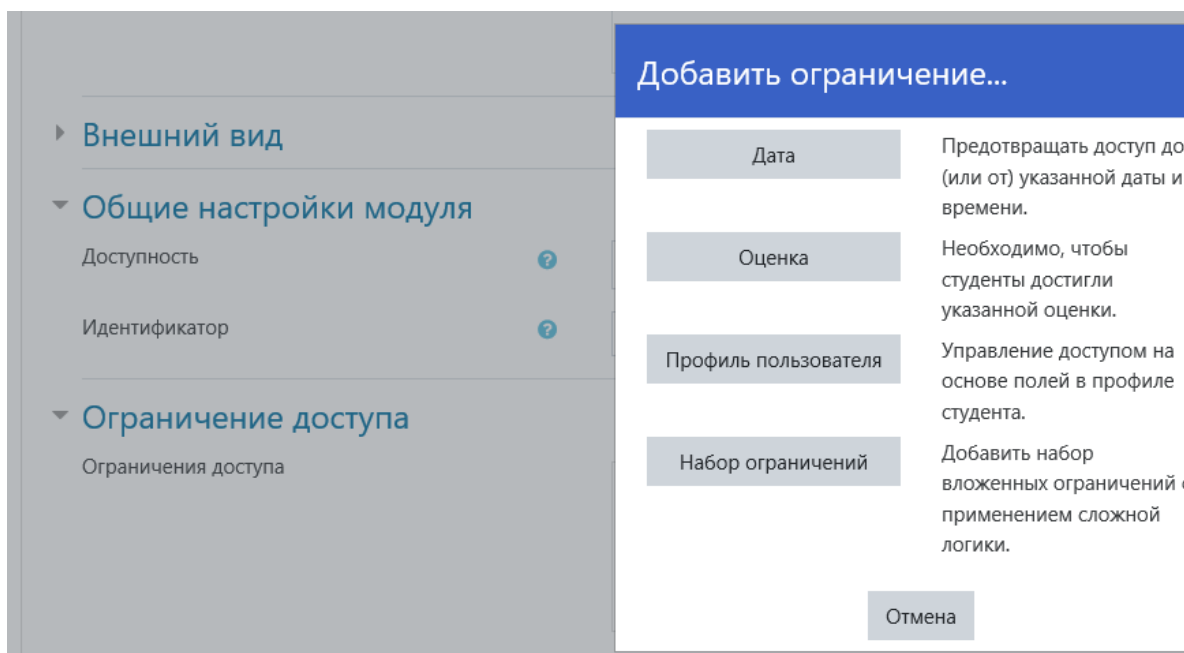 Внешний вид
Общие настройки модуля
Доступность
Идентификатор
Ограничение доступа
Ограничения доступа
Добавить ограничение...
Дата
Предотвращать доступ до
(или от) указанной даты и
времени.
Оценка
Необходимо, чтобы
студенты достигли
указанной оценки.
Профиль пользователя
Управление доступом на
основе полей в профиле
студента.
Набор ограничений
Добавить набор
вложенных ограничений
применением сложной
логики.
Отмена